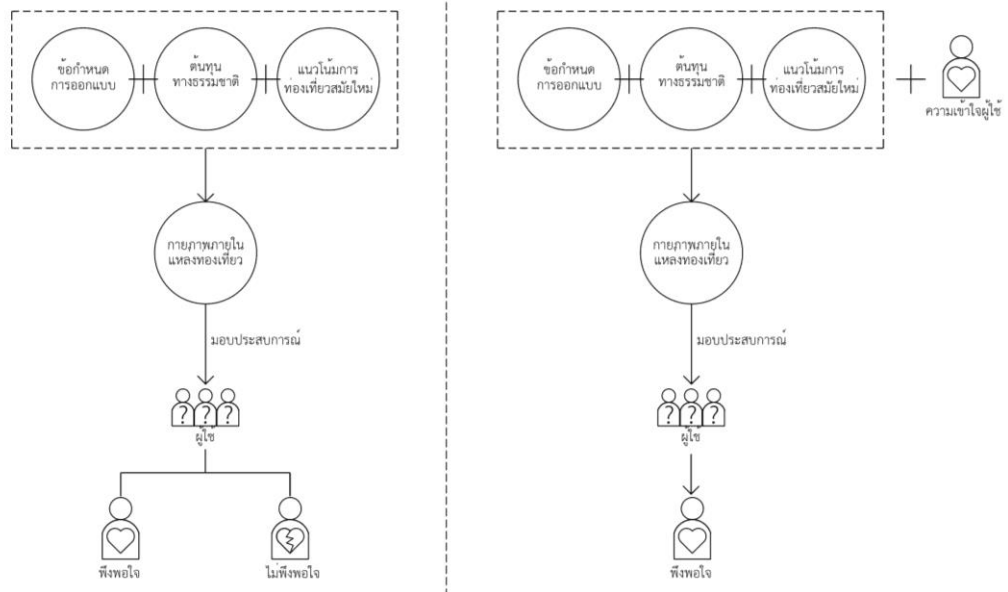 ข้อกำหนด
การออกแบบ
ต้นทุน
ทางธรรมชาติ
แนวโน้มการ
ท่องเที่ยวสมัยใหม่
กายภาพภายใน
แหลงทองเที่ยว
มอบประสบการณ์
? ? ?
ผู้ใช้
พึงพอใจ
ไม่พึงพอใจ
ข้อกำหนด
การออกแบบ
ต้นทุน
ทางธรรมชาติ
แนวโน้มการ
ท่องเที่ยวสมัยใหม่
ความเข้าใจผู้ใช้
กายภาพภายใน
แหลงทองเที่ยว
มอบประสบการณ์
? ? ?
ผู้ใช้
พึงพอใจ